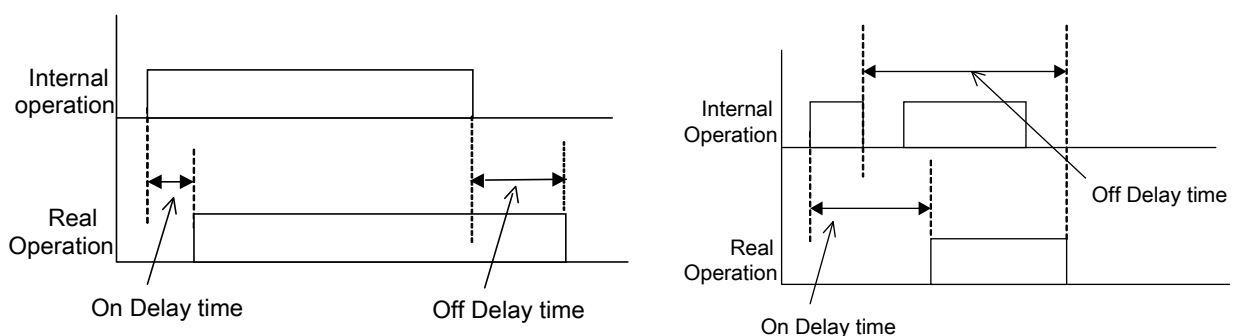 Internal
operation
Real
Operation
On Delay time
Off Delay time
Internal
Operation
Off Delay time
Real
Operation
On Delay time